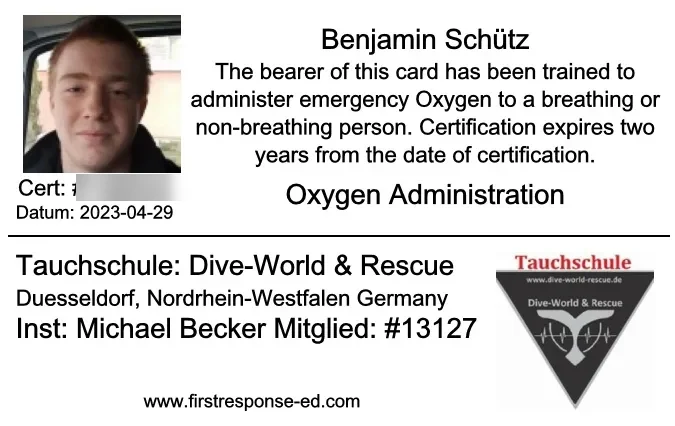 Benjamin Schütz
The bearer of this card has been trained to
administer emergency Oxygen to a breathing or
non-breathing person. Certification expires two
years from the date of certification.
Oxygen Administration
Cert: #
Datum: 2023-04-29
Tauchschule: Dive-World & Rescue
Duesseldorf, Nordrhein-Westfalen Germany
Inst: Michael Becker Mitglied: #13127
Tauchschule
www.dive-world-rescue.de
Dive-World & Rescue
www.firstresponse-ed.com